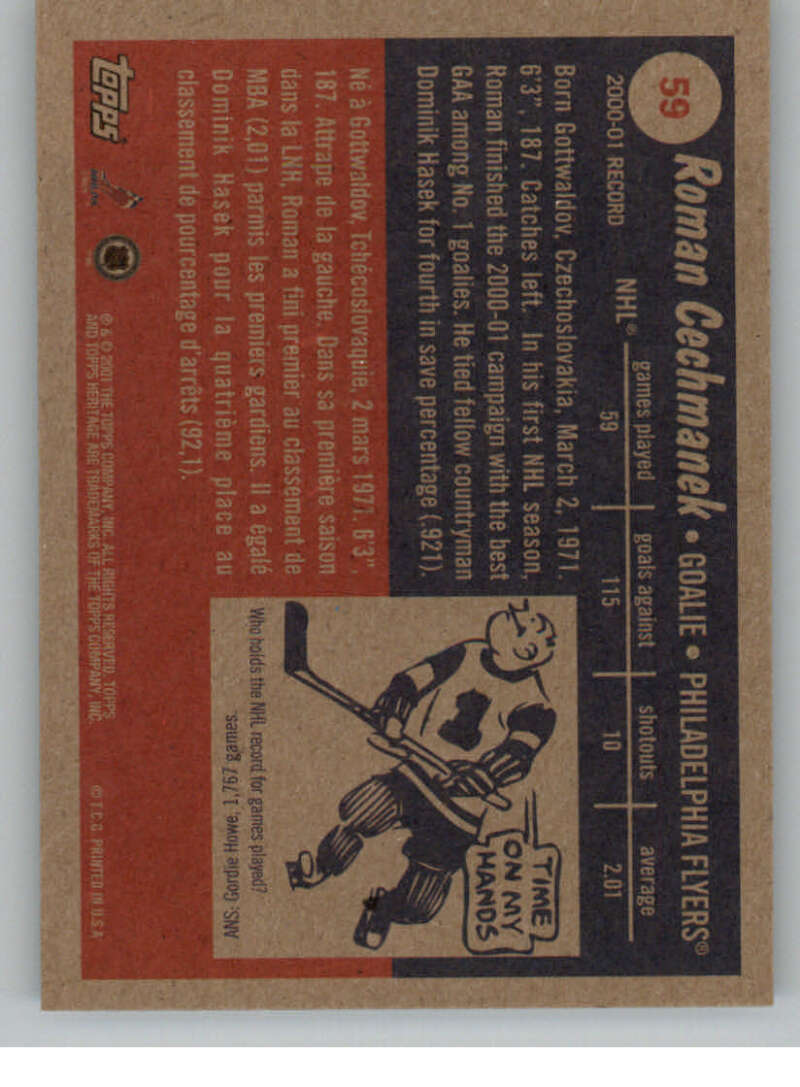 59
Roman Cechmanek • GOALIE • PHILADELPHIA FLYERS®
2000-01 RECORD
games played goals against shotouts average
NHL® 59 115 10 2.01
Born Gottwaldov, Czechoslovakia, March 2, 1971.
6'3", 187. Catches left. In his first NHL season,
Roman finished the 2000-01 campaign with the best
GAA among No. 1 goalies. He tied fellow countryman
Dominik Hasek for fourth in save percentage (.921).
Né à Gottwaldov, Tchécoslovaquie, 2 mars 1971. 6'3",
187. Attrape de la gauche. Dans sa première saison
dans la LNH, Roman a fini premier au classement de
MBA (2,01) parmis les premiers gardiens. Il a égalé
Dominik Hasek pour la quatrième place au
classement de pourcentage d'arrêts (92,1).
TIME
ON MY
HANDS
Who holds the NHL record for games played?
ANS: Gordie Howe, 1,767 games.
TOPPS
® & © 2001 THE TOPPS COMPANY, INC. ALL RIGHTS RESERVED. TOPPS
AND TOPPS HERITAGE ARE TRADEMARKS OF THE TOPPS COMPANY, INC.
© T.C.G. PRINTED IN U.S.A.